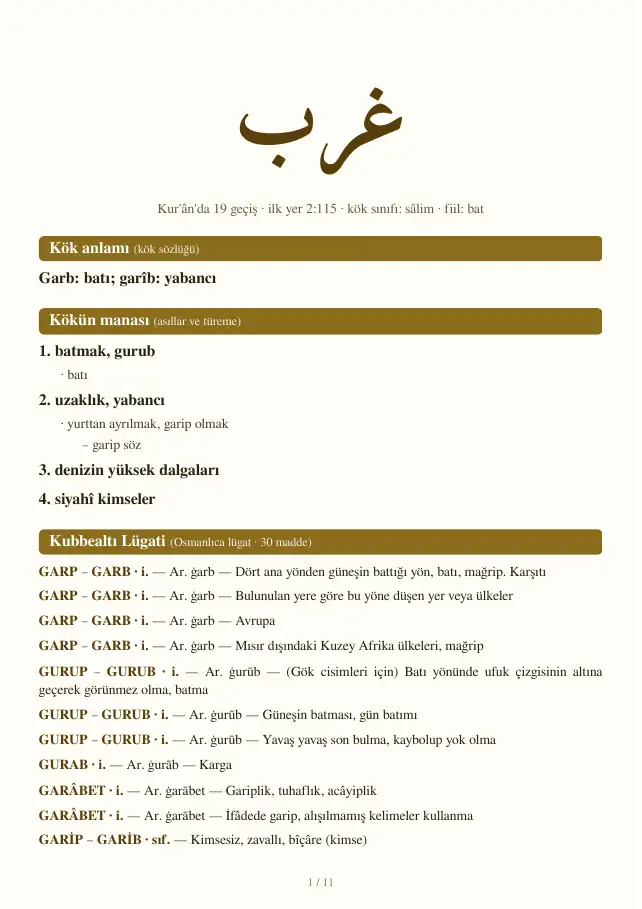 غرب
Kur'ân'da 19 geçiş · ilk yer 2:115 · kök sınıfı: sâlim · fiil: bat
Kök anlamı (kök sözlüğü)
Garb: batı; garîb: yabancı
Kökün manası (asıllar ve türeme)
1. batmak, gurub
· batı
2. uzaklık, yabancı
· yurttan ayrılmak, garip olmak
– garip söz
3. denizin yüksek dalgaları
4. siyahî kimseler
Kubbealtı Lügati (Osmanlıca lügat · 30 madde)
GARP – GARB · i. — Ar. ġarb — Dört ana yönden güneşin battığı yön, batı, mağrip. Karşıtı
GARP – GARB · i. — Ar. ġarb — Bulunulan yere göre bu yöne düşen yer veya ülkeler
GARP – GARB · i. — Ar. ġarb — Avrupa
GARP – GARB · i. — Ar. ġarb — Mısır dışındaki Kuzey Afrika ülkeleri, mağrip
GURUP – GURUB · i. — Ar. ġurūb — (Gök cisimleri için) Batı yönünde ufuk çizgisinin altına
geçerek görünmez olma, batma
GURUP – GURUB · i. — Ar. ġurūb — Güneşin batması, gün batımı
GURUP – GURUB · i. — Ar. ġurūb — Yavaş yavaş son bulma, kaybolup yok olma
GURAB · i. — Ar. ġurāb — Karga
GARÂBET · i. — Ar. ġarābet — Gariplik, tuhaflık, acâyiplik
GARÂBET · i. — Ar. ġarābet — İfâdede garip, alışılmamış kelimeler kullanma
GARİP – GARİB · sıf. — Kimsesiz, zavallı, bîçâre (kimse)
1 / 11